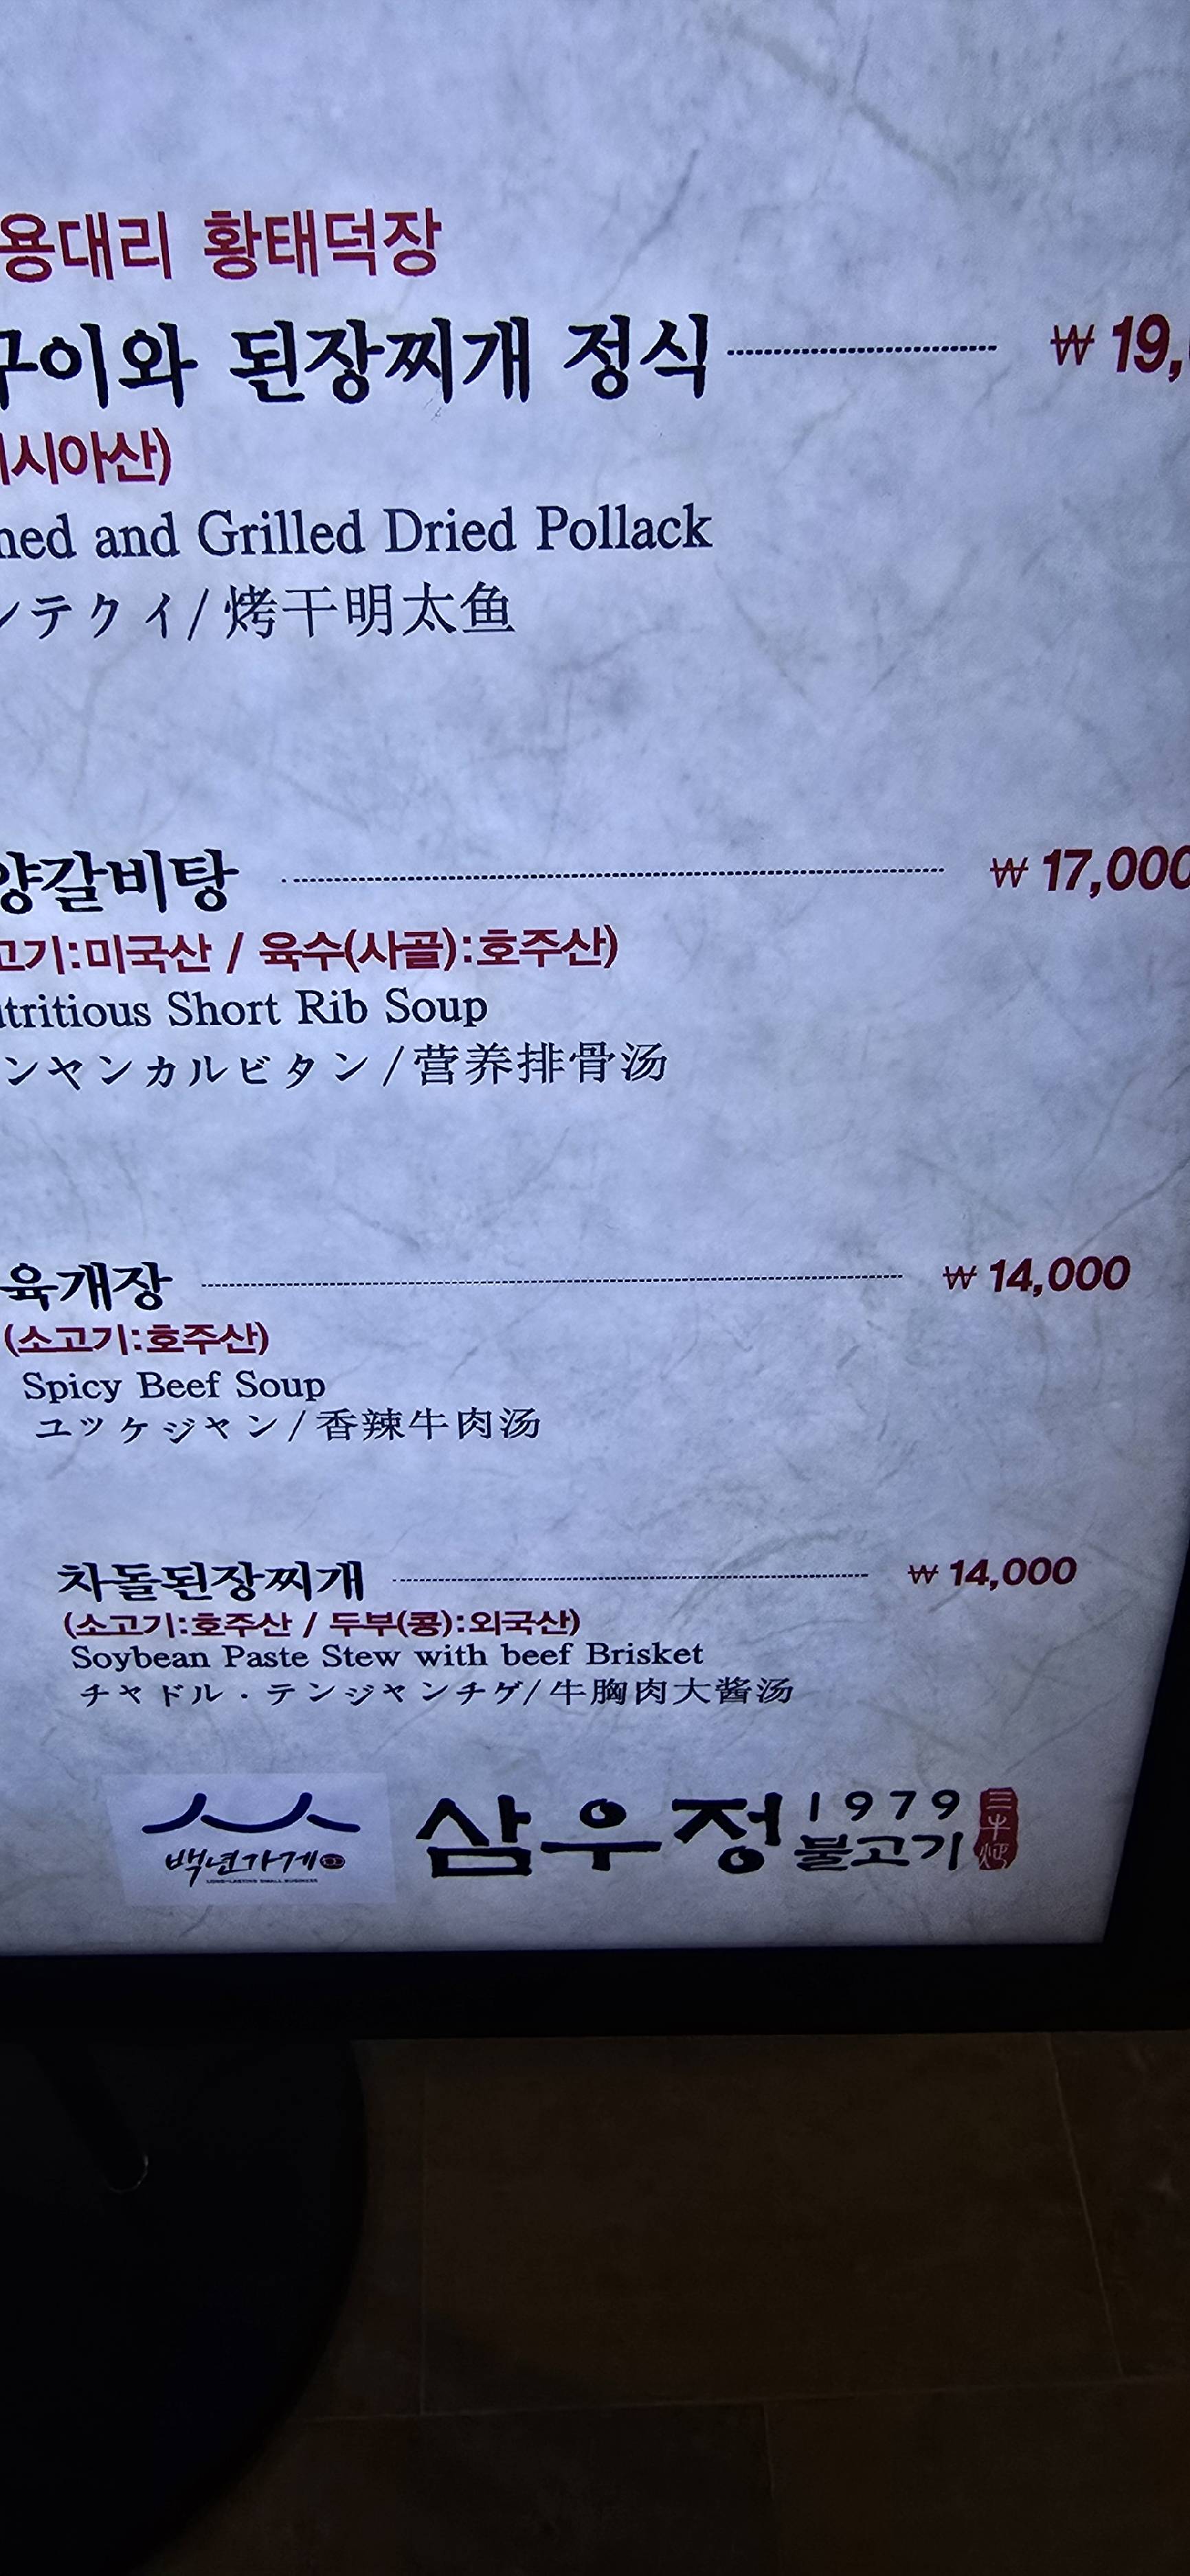 용대리 황태덕장
구이와 된장찌개 정식 ₩ 19,
시아산)
and Grilled Dried Pollack
ンテクイ/烤干明太鱼
양갈비탕 ₩ 17,000
고기:미국산 / 육수(사골):호주산)
tritious Short Rib Soup
ンヤンカルビタン/营养排骨汤
육개장 ₩ 14,000
(소고기:호주산)
Spicy Beef Soup
ユッケジャン/香辣牛肉汤
차돌된장찌개 ₩ 14,000
(소고기:호주산 / 두부(콩):외국산)
Soybean Paste Stew with beef Brisket
チャドル・テンジャンチゲ/牛胸肉大酱汤
백년가게
LONG-LASTING SMALL BUSINESS
삼우정 1979
불고기